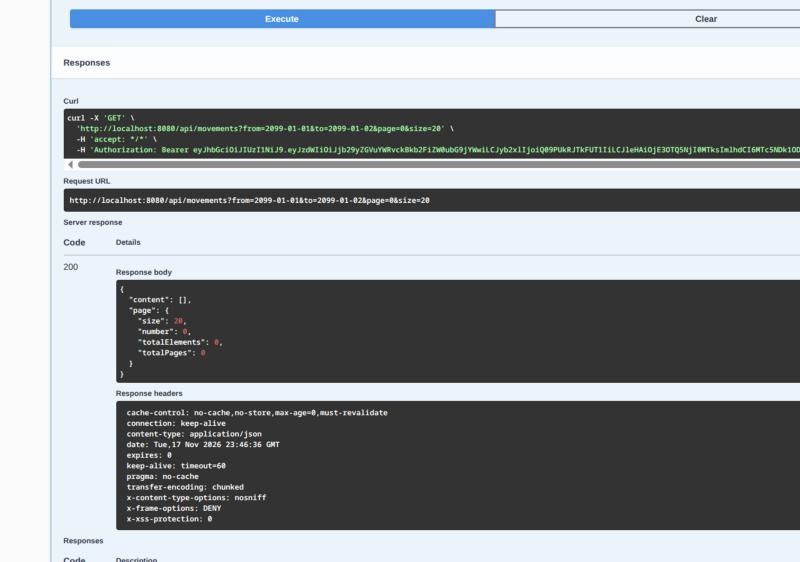 Execute
Clear
Responses
Curl
curl -X 'GET' \
'http://localhost:8080/api/movements?from=2099-01-01&to=2099-01-02&page=0&size=20' \
-H 'accept: */*' \
-H 'Authorization: Bearer
Request URL
http://localhost:8080/api/movements?from=2099-01-01&to=2099-01-02&page=0&size=20
Server response
Code
Details
200
Response body
{
"content": [],
"page": {
"size": 20,
"number": 0,
"totalElements": 0,
"totalPages": 0
}
}
Response headers
cache-control: no-cache,no-store,max-age=0,must-revalidate
connection: keep-alive
content-type: application/json
date: Tue,17 Nov 2026 23:46:36 GMT
expires: 0
keep-alive: timeout=60
pragma: no-cache
transfer-encoding: chunked
x-content-type-options: nosniff
x-frame-options: DENY
x-xss-protection: 0
Responses
Code
Description